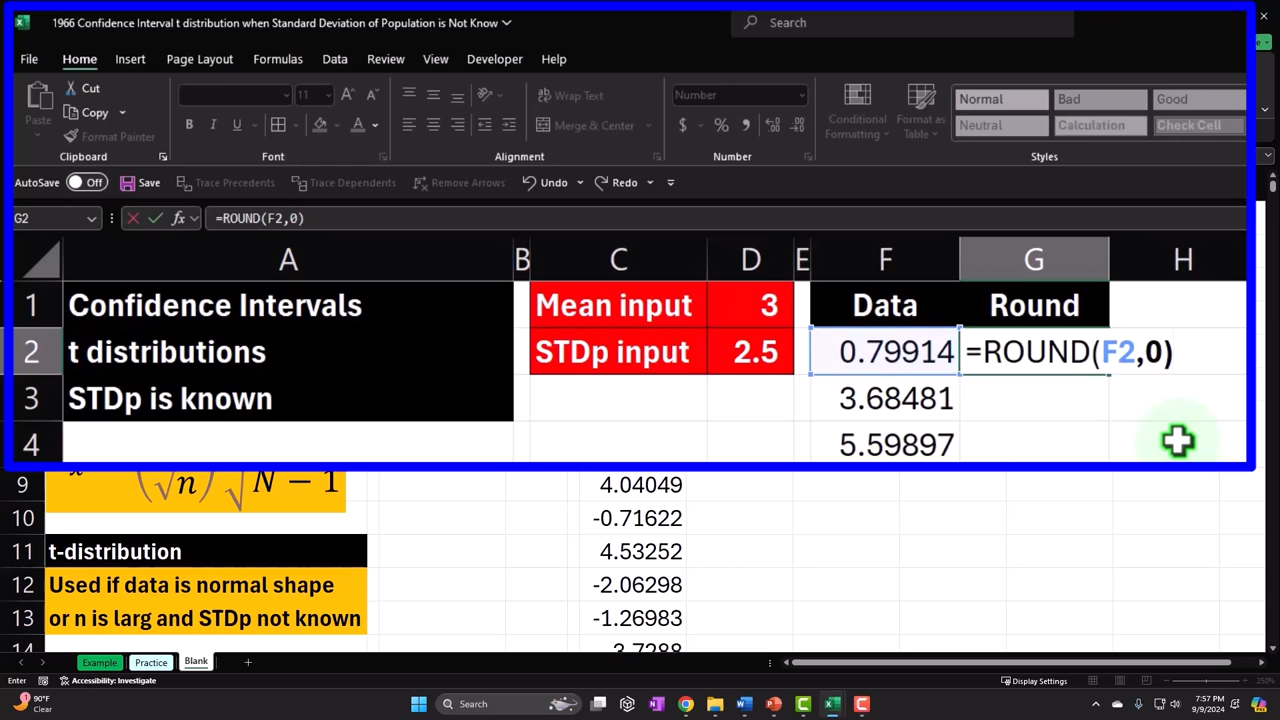 1966 Confidence Interval t distribution when Standard Deviation of Population is Not Know
Search
File Home Insert Page Layout Formulas Data Review View Developer Help
Paste
Cut
Copy
Format Painter
Clipboard
11
A A
B I U
A
Font
Wrap Text
Merge & Center
Alignment
Number
$ % ,
Number
Conditional Formatting
Format as Table
Normal Bad Good
Neutral Calculation Check Cell
Styles
AutoSave Off Save Trace Precedents Trace Dependents Remove Arrows Undo Redo
G2 fx =ROUND(F2,0)
A B C D E F G H
1 Confidence Intervals Mean input 3 Data Round
2 t distributions STDp input 2.5 0.79914 =ROUND(F2,0)
3 STDp is known 3.68481
4 5.59897
9 (√n) √N − 1 4.04049
10 -0.71622
11 t-distribution 4.53252
12 Used if data is normal shape -2.06298
13 or n is larg and STDp not known -1.26983
14 3.7288
Example Practice Blank +
Enter Accessibility: Investigate Display Settings 250%
90°F
Clear
Search
7:57 PM
9/9/2024